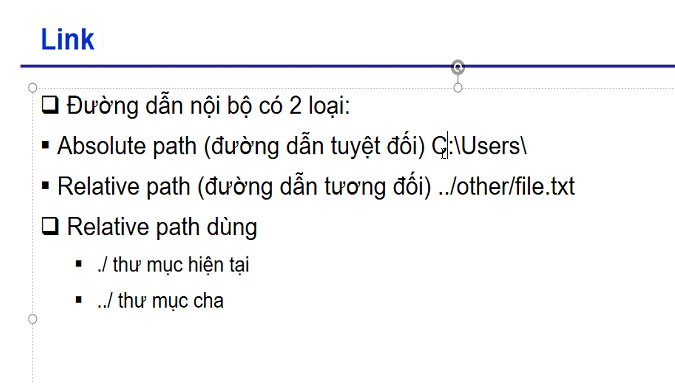 Link
Đường dẫn nội bộ có 2 loại:
Absolute path (đường dẫn tuyệt đối) C:\Users\
Relative path (đường dẫn tương đối) ../other/file.txt
Relative path dùng
./ thư mục hiện tại
../ thư mục cha